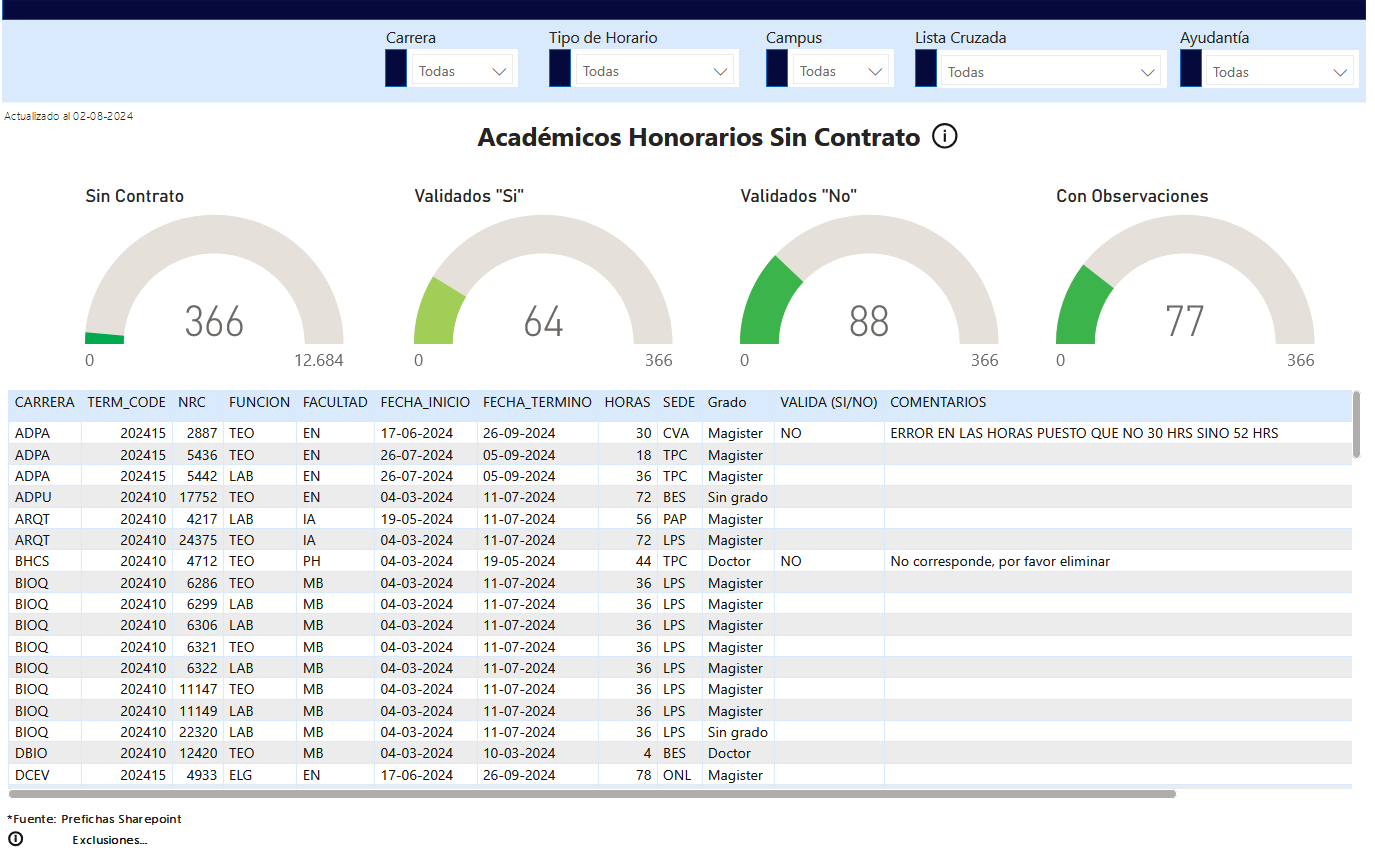 Carrera Tipo de Horario Campus Lista Cruzada Ayudantía
Todas Todas Todas Todas Todas
Actualizado al 02-08-2024
Académicos Honorarios Sin Contrato
Sin Contrato Validados "Si" Validados "No" Con Observaciones
366 64 88 77
0 12.684 0 366 0 366 0 366
CARRERA TERM_CODE NRC FUNCION FACULTAD FECHA_INICIO FECHA_TERMINO HORAS SEDE Grado VALIDA (SI/NO) COMENTARIOS
ADPA 202415 2887 TEO EN 17-06-2024 26-09-2024 30 CVA Magister NO ERROR EN LAS HORAS PUESTO QUE NO 30 HRS SINO 52 HRS
ADPA 202415 5436 TEO EN 26-07-2024 05-09-2024 18 TPC Magister
ADPA 202415 5442 LAB EN 26-07-2024 05-09-2024 36 TPC Magister
ADPU 202410 17752 TEO EN 04-03-2024 11-07-2024 72 BES Sin grado
ARQT 202410 4217 LAB IA 19-05-2024 11-07-2024 56 PAP Magister
ARQT 202410 24375 TEO IA 04-03-2024 11-07-2024 72 LPS Magister
BHCS 202410 4712 TEO PH 04-03-2024 19-05-2024 44 TPC Doctor NO No corresponde, por favor eliminar
BIOQ 202410 6286 TEO MB 04-03-2024 11-07-2024 36 LPS Magister
BIOQ 202410 6299 LAB MB 04-03-2024 11-07-2024 36 LPS Magister
BIOQ 202410 6306 LAB MB 04-03-2024 11-07-2024 36 LPS Magister
BIOQ 202410 6321 TEO MB 04-03-2024 11-07-2024 36 LPS Magister
BIOQ 202410 6322 LAB MB 04-03-2024 11-07-2024 36 LPS Magister
BIOQ 202410 11147 TEO MB 04-03-2024 11-07-2024 36 LPS Magister
BIOQ 202410 11149 LAB MB 04-03-2024 11-07-2024 36 LPS Magister
BIOQ 202410 22320 LAB MB 04-03-2024 11-07-2024 36 LPS Sin grado
DBIO 202410 12420 TEO MB 04-03-2024 10-03-2024 4 BES Doctor
DCEV 202415 4933 ELG EN 17-06-2024 26-09-2024 78 ONL Magister
*Fuente: Prefichas Sharepoint
Exclusiones...